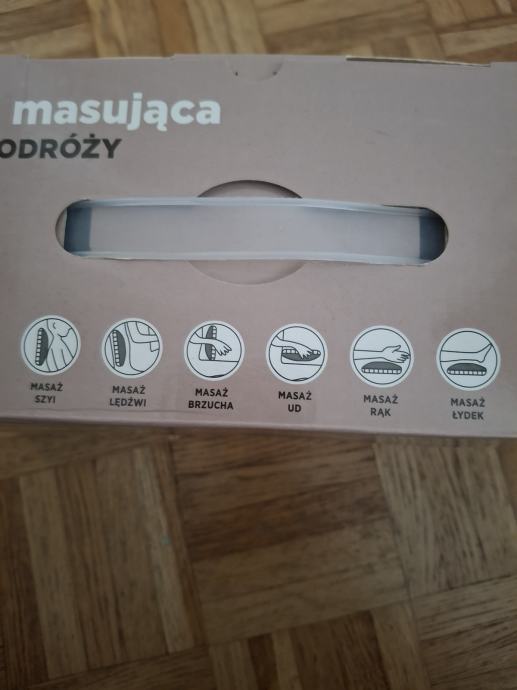 masująca
ODRÓŻY
MASAŻ
SZYI
MASAŻ
LĘDŹWI
MASAŻ
BRZUCHA
MASAŻ
UD
MASAŻ
RĄK
MASAŻ
ŁYDEK